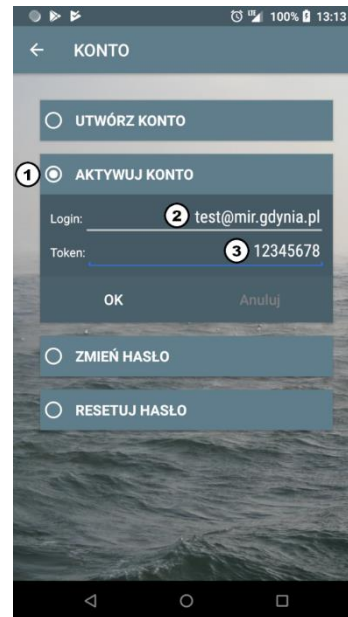 LTE 100% 13:13
KONTO
UTWÓRZ KONTO
1 AKTYWUJ KONTO
Login: 2 test@mir.gdynia.pl
Token: 3 12345678
OK Anuluj
ZMIEŃ HASŁO
RESETUJ HASŁO